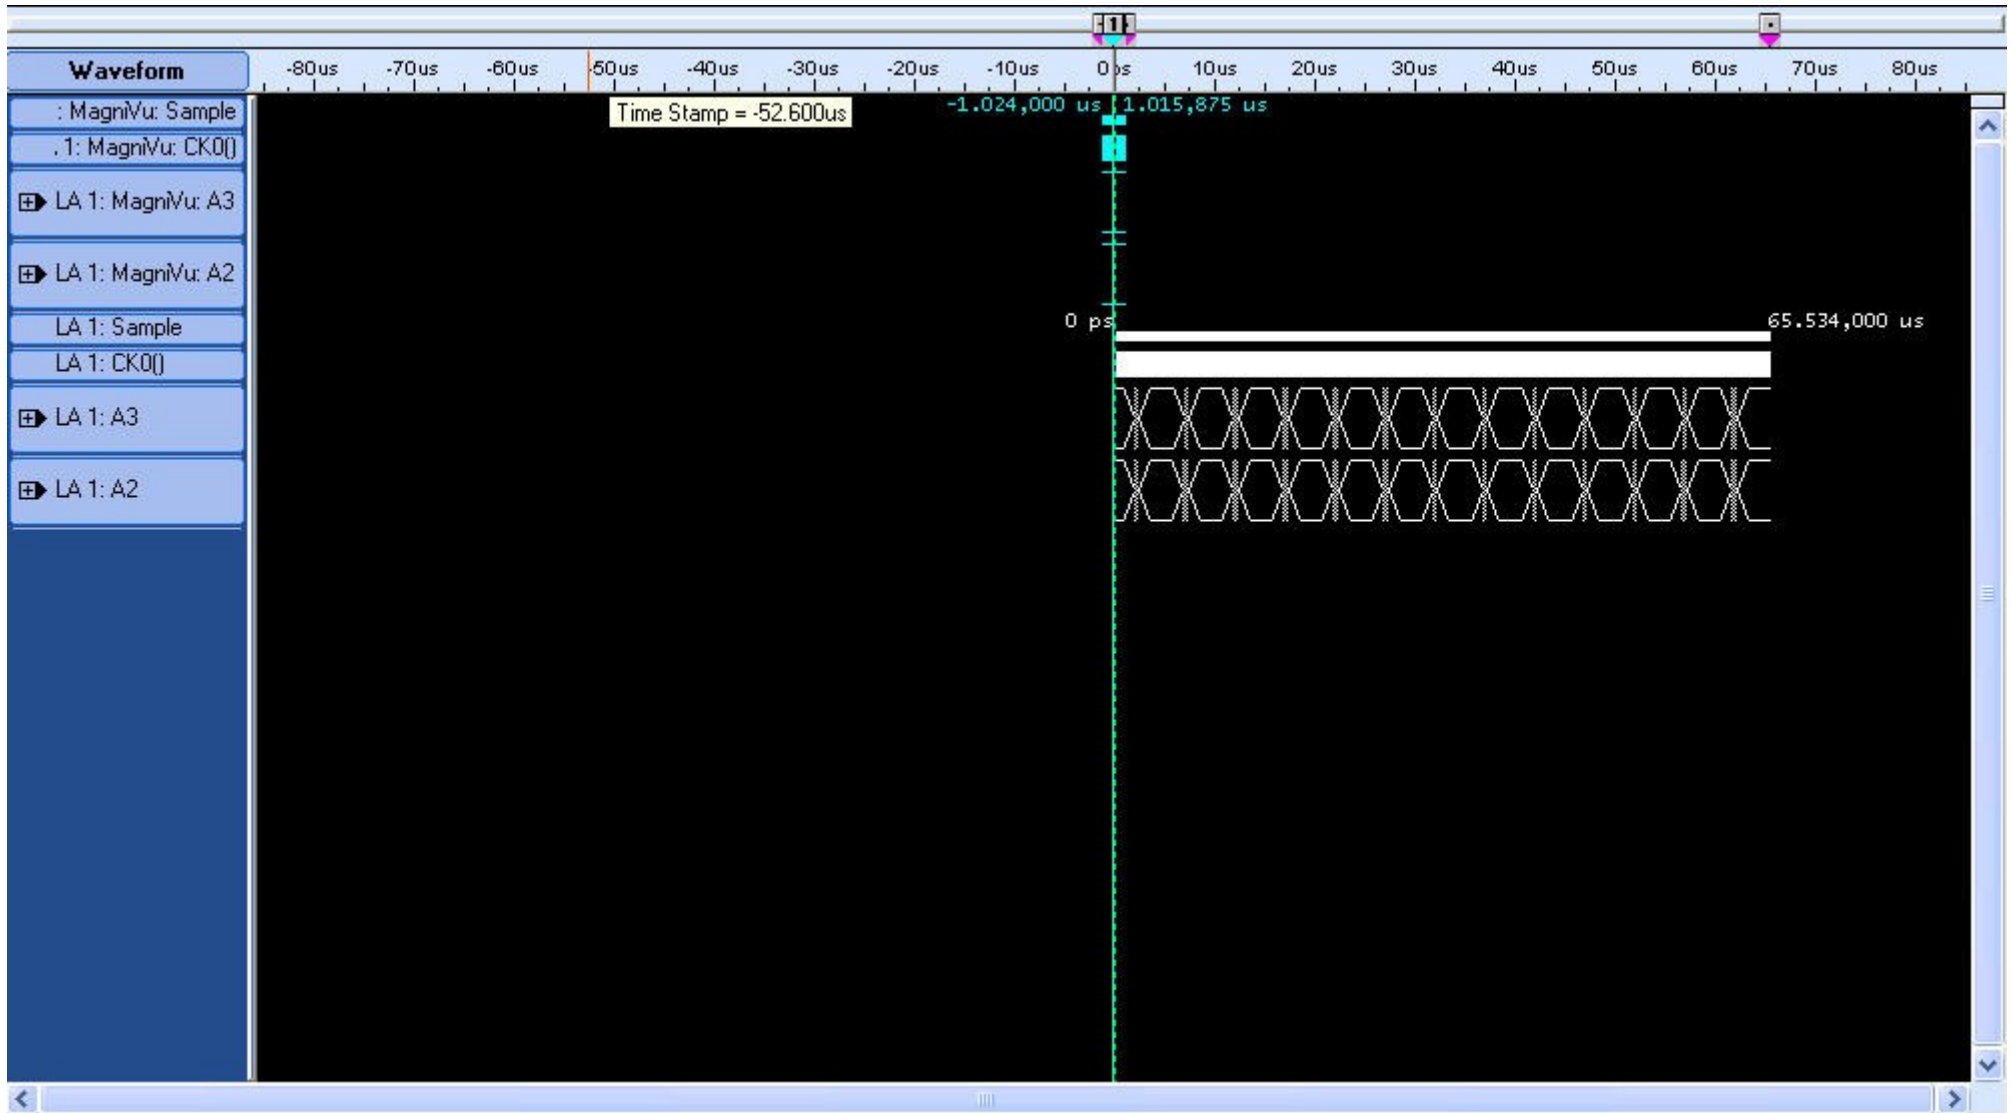 1
Waveform
-80us -70us -60us -50us -40us -30us -20us -10us 0ps 10us 20us 30us 40us 50us 60us 70us 80us
: MagniVu: Sample
Time Stamp = -52.600us
-1.024,000 us 1.015,875 us
. 1: MagniVu: CK0()
LA 1: MagniVu: A3
LA 1: MagniVu: A2
LA 1: Sample
0 ps 65.534,000 us
LA 1: CK0()
LA 1: A3
LA 1: A2